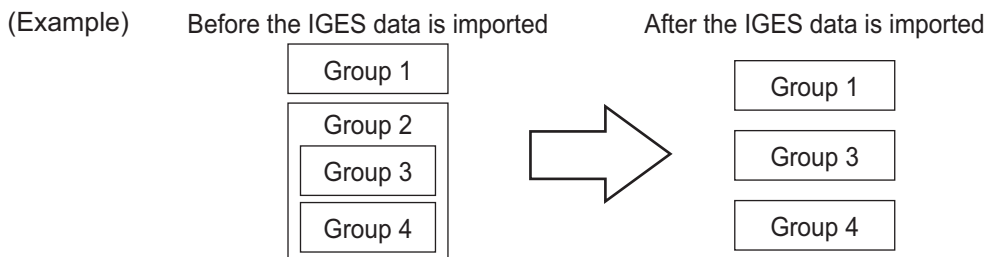 (Example) Before the IGES data is imported After the IGES data is imported
Group 1
Group 2
Group 3
Group 4
Group 1
Group 3
Group 4